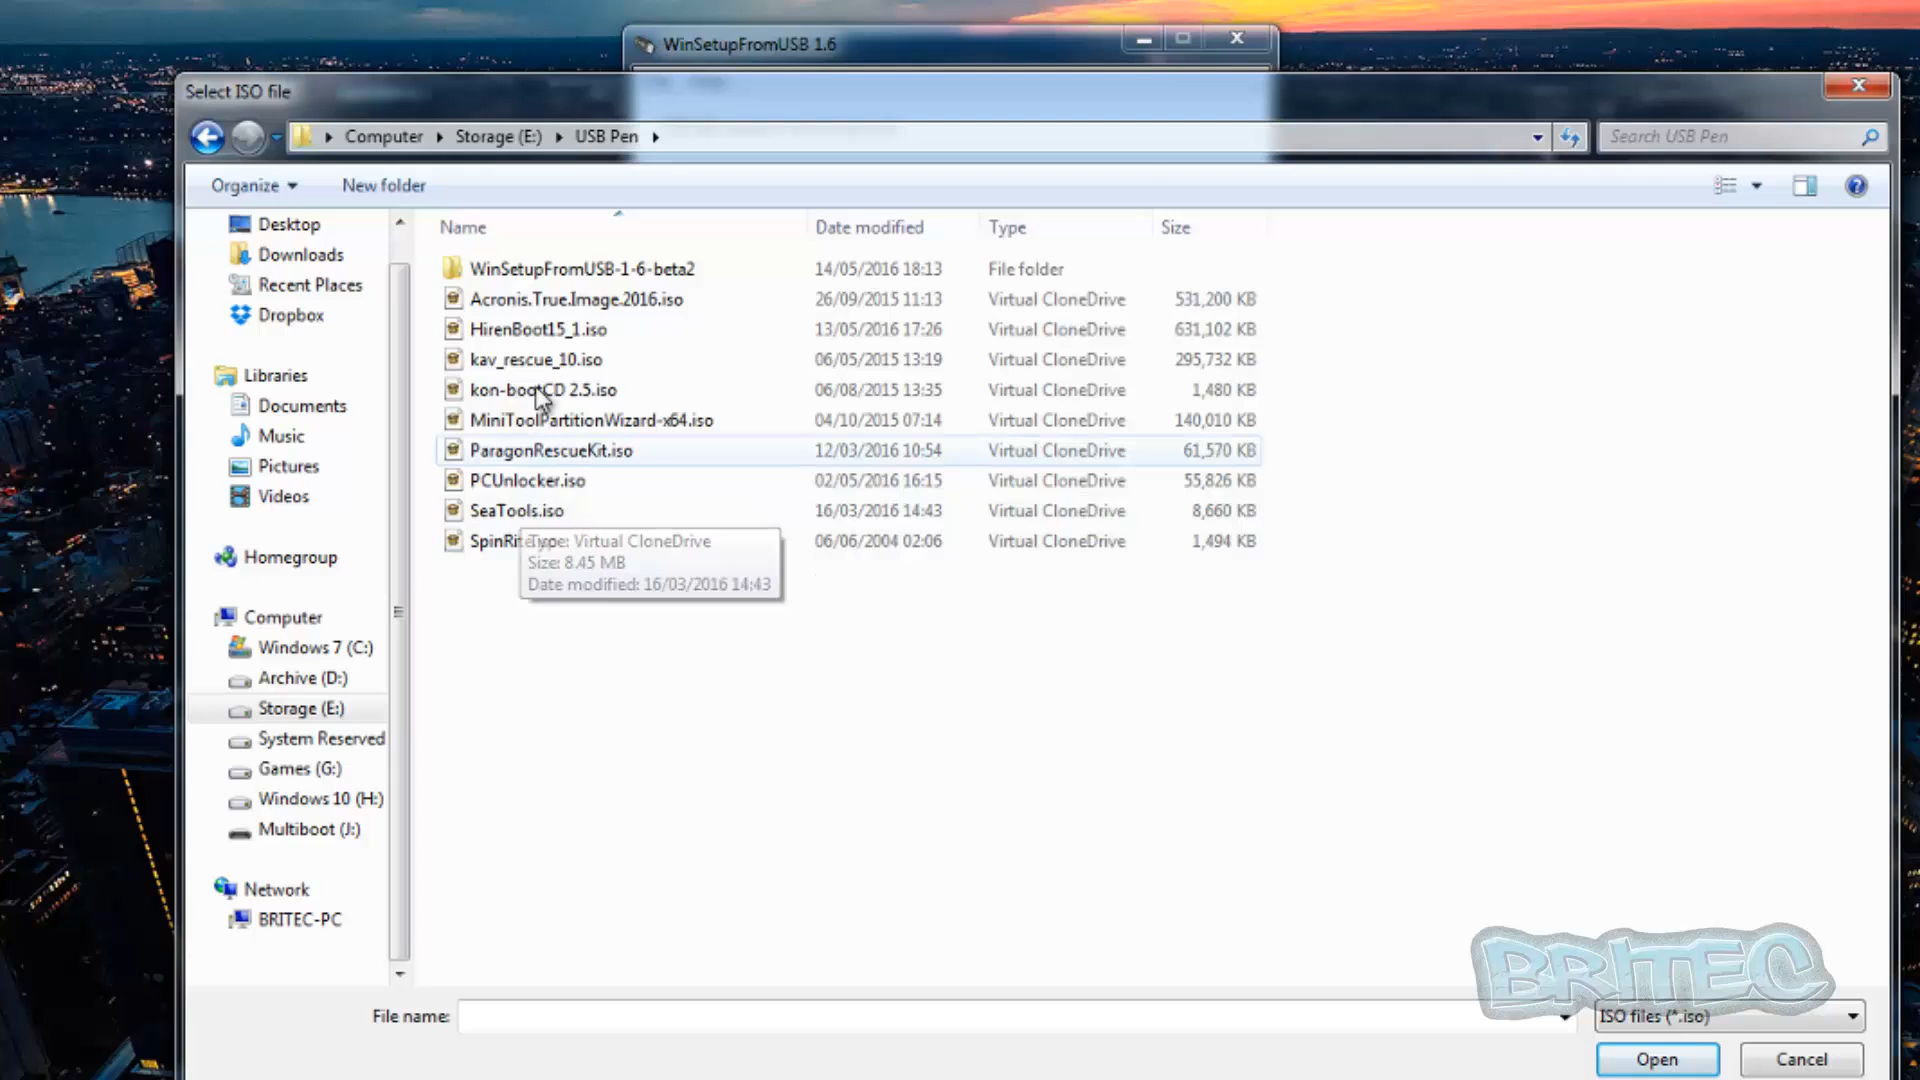 WinSetupFromUSB 1.6
Select ISO file
Computer Storage (E:) USB Pen
Search USB Pen
Organize New folder
Name Date modified Type Size
WinSetupFromUSB-1-6-beta2 14/05/2016 18:13 File folder
Acronis.True.Image.2016.iso 26/09/2015 11:13 Virtual CloneDrive 531,200 KB
HirenBoot15_1.iso 13/05/2016 17:26 Virtual CloneDrive 631,102 KB
kav_rescue_10.iso 06/05/2015 13:19 Virtual CloneDrive 295,732 KB
kon-bootCD 2.5.iso 06/08/2015 13:35 Virtual CloneDrive 1,480 KB
MiniToolPartitionWizard-x64.iso 04/10/2015 07:14 Virtual CloneDrive 140,010 KB
ParagonRescueKit.iso 12/03/2016 10:54 Virtual CloneDrive 61,570 KB
PCUnlocker.iso 02/05/2016 16:15 Virtual CloneDrive 55,826 KB
SeaTools.iso 16/03/2016 14:43 Virtual CloneDrive 8,660 KB
06/06/2004 02:06 Virtual CloneDrive 1,494 KB
Type: Virtual CloneDrive
Size: 8.45 MB
Date modified: 16/03/2016 14:43
Desktop
Downloads
Recent Places
Dropbox
Libraries
Documents
Music
Pictures
Videos
Homegroup
Computer
Windows 7 (C:)
Archive (D:)
Storage (E:)
System Reserved
Games (G:)
Windows 10 (H:)
Multiboot (J:)
Network
BRITEC-PC
BRITEC
File name:
ISO files (*.iso)
Open Cancel